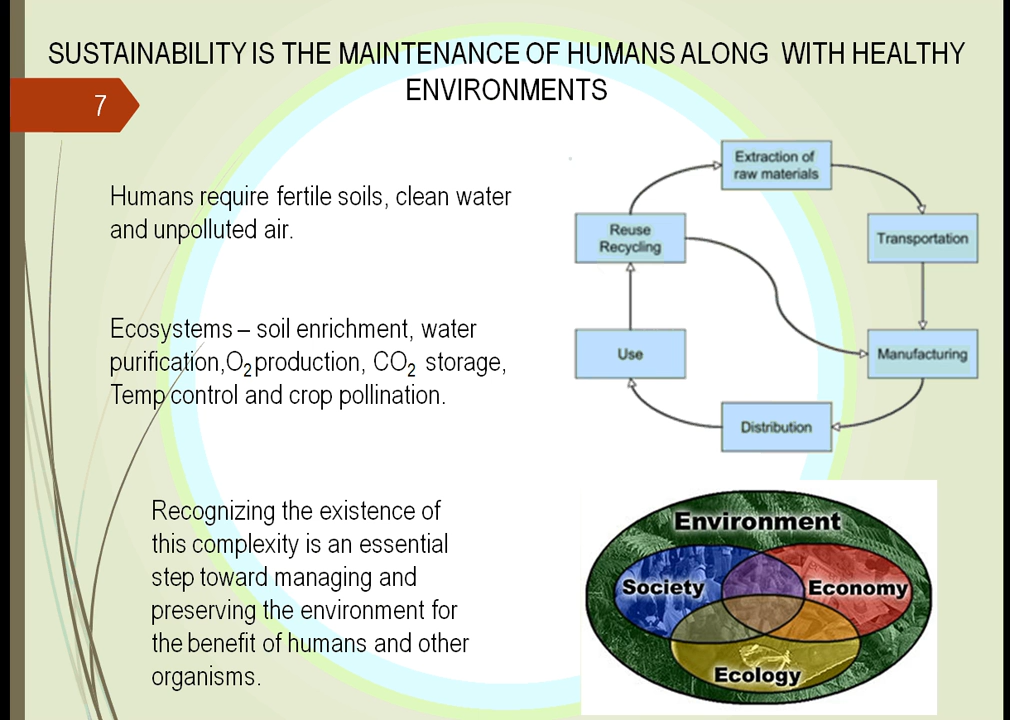 SUSTAINABILITY IS THE MAINTENANCE OF HUMANS ALONG WITH HEALTHY
ENVIRONMENTS
7
Humans require fertile soils, clean water
and unpolluted air.
Ecosystems – soil enrichment, water
purification,O₂ production, CO₂ storage,
Temp control and crop pollination.
Recognizing the existence of
this complexity is an essential
step toward managing and
preserving the environment for
the benefit of humans and other
organisms.
Extraction of
raw materials
Reuse
Recycling
Transportation
Use
Manufacturing
Distribution
Environment
Society
Economy
Ecology